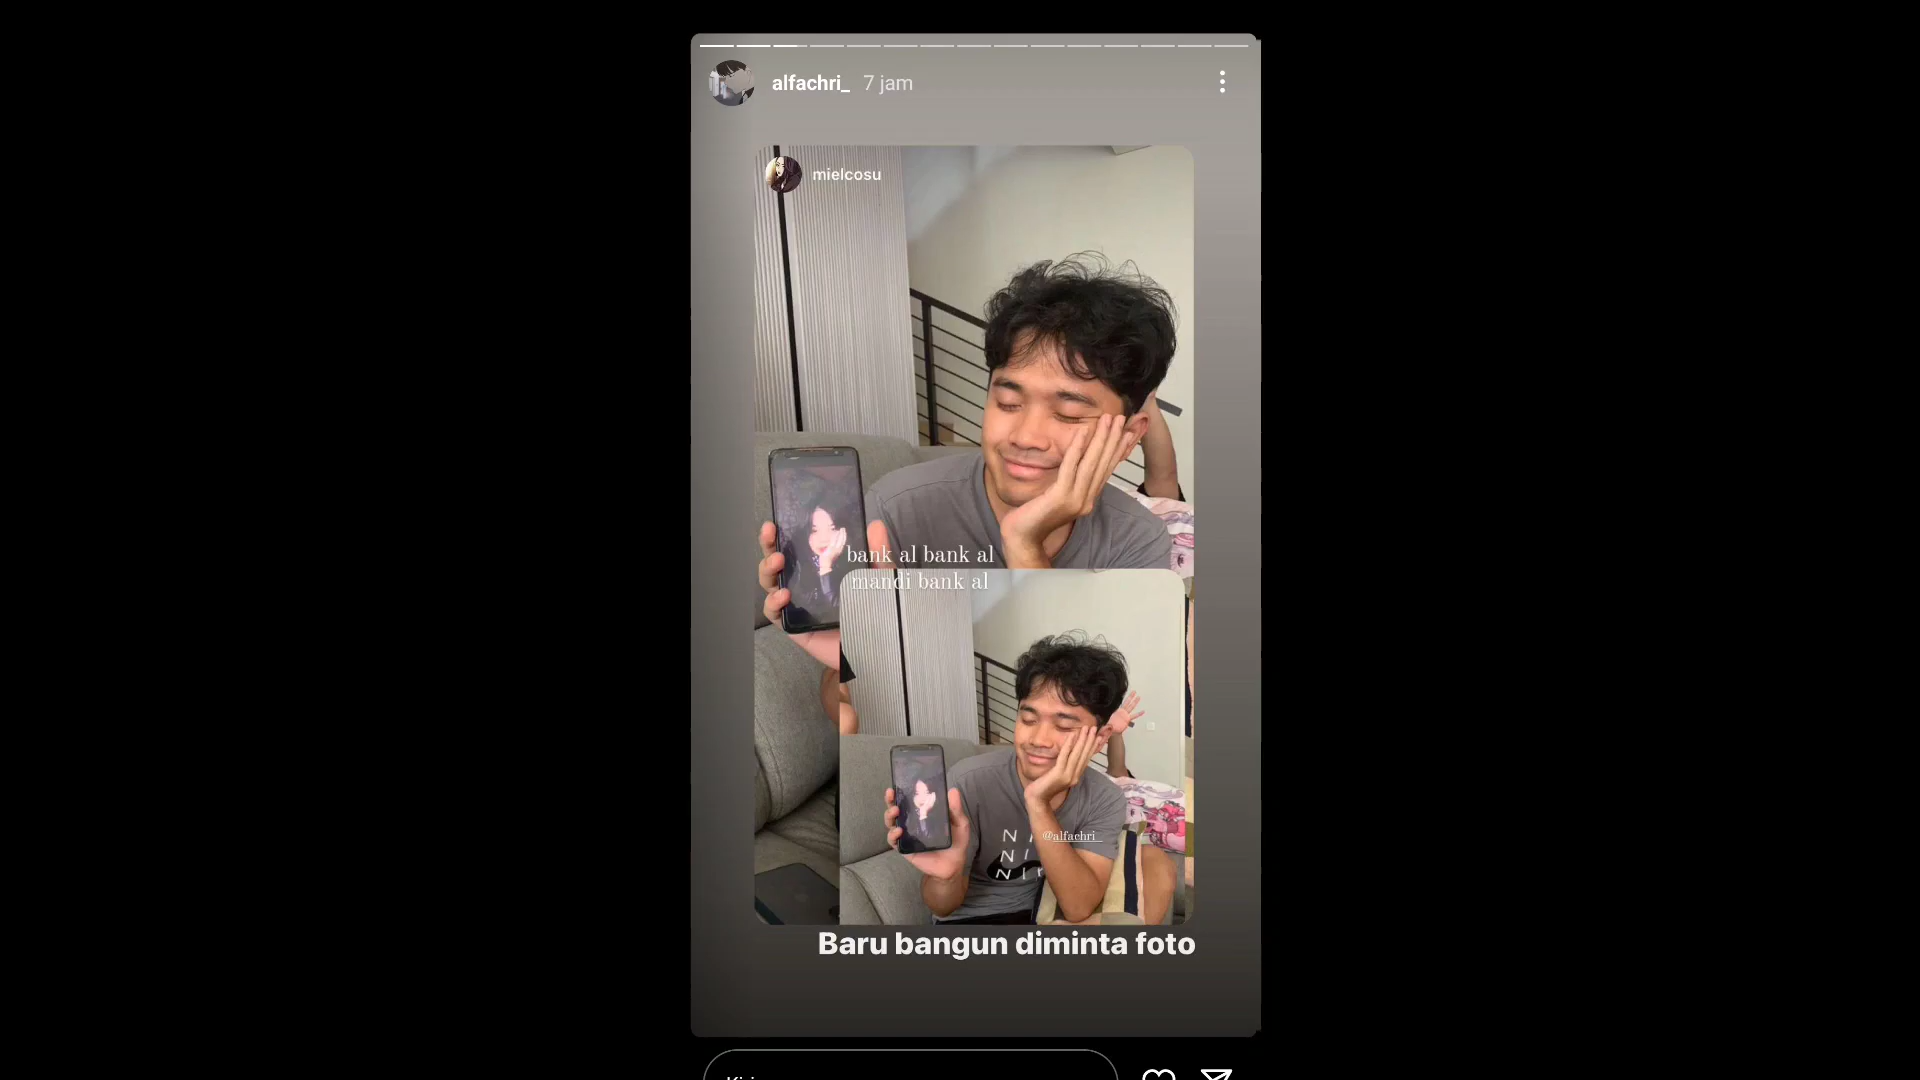 alfachri_ 7 jam
mielcosu
bank al bank al
mandi bank al
@alfachri_
Baru bangun diminta foto